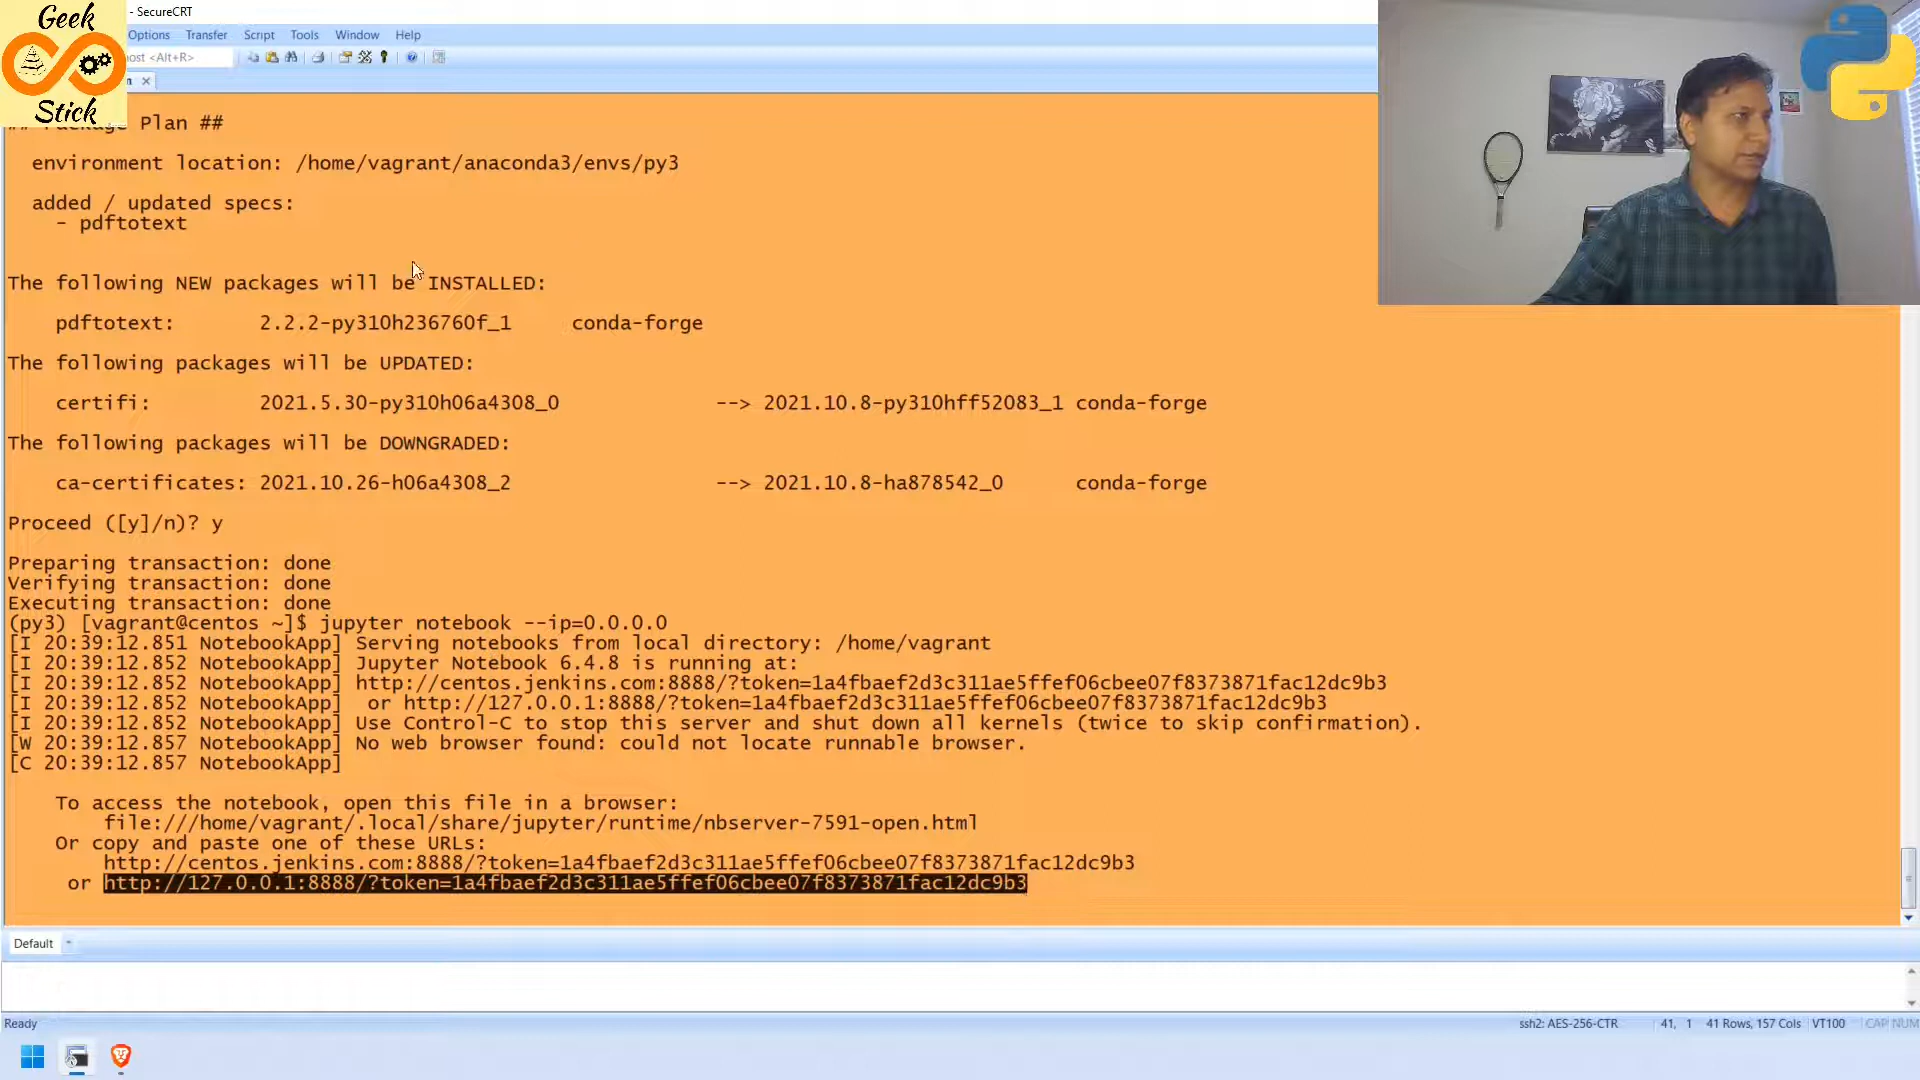 Geek
Stick
- SecureCRT
Options Transfer Script Tools Window Help
ost <Alt+R>
Package Plan ##
environment location: /home/vagrant/anaconda3/envs/py3
added / updated specs:
- pdftotext
The following NEW packages will be INSTALLED:
pdftotext: 2.2.2-py310h236760f_1 conda-forge
The following packages will be UPDATED:
certifi: 2021.5.30-py310h06a4308_0 --> 2021.10.8-py310hff52083_1 conda-forge
The following packages will be DOWNGRADED:
ca-certificates: 2021.10.26-h06a4308_2 --> 2021.10.8-ha878542_0 conda-forge
Proceed ([y]/n)? y
Preparing transaction: done
Verifying transaction: done
Executing transaction: done
(py3) [vagrant@centos ~]$ jupyter notebook --ip=0.0.0.0
[I 20:39:12.851 NotebookApp] Serving notebooks from local directory: /home/vagrant
[I 20:39:12.852 NotebookApp] Jupyter Notebook 6.4.8 is running at:
[I 20:39:12.852 NotebookApp] http://centos.jenkins.com:8888/?token=1a4fbaef2d3c311ae5ffef06cbee07f8373871fac12dc9b3
[I 20:39:12.852 NotebookApp]  or http://127.0.0.1:8888/?token=1a4fbaef2d3c311ae5ffef06cbee07f8373871fac12dc9b3
[I 20:39:12.852 NotebookApp] Use Control-C to stop this server and shut down all kernels (twice to skip confirmation).
[W 20:39:12.857 NotebookApp] No web browser found: could not locate runnable browser.
[C 20:39:12.857 NotebookApp]
To access the notebook, open this file in a browser:
file:///home/vagrant/.local/share/jupyter/runtime/nbserver-7591-open.html
Or copy and paste one of these URLs:
http://centos.jenkins.com:8888/?token=1a4fbaef2d3c311ae5ffef06cbee07f8373871fac12dc9b3
or http://127.0.0.1:8888/?token=1a4fbaef2d3c311ae5ffef06cbee07f8373871fac12dc9b3
Default
Ready ssh2: AES-256-CTR 41, 1 41 Rows, 157 Cols VT100 CAP NUM